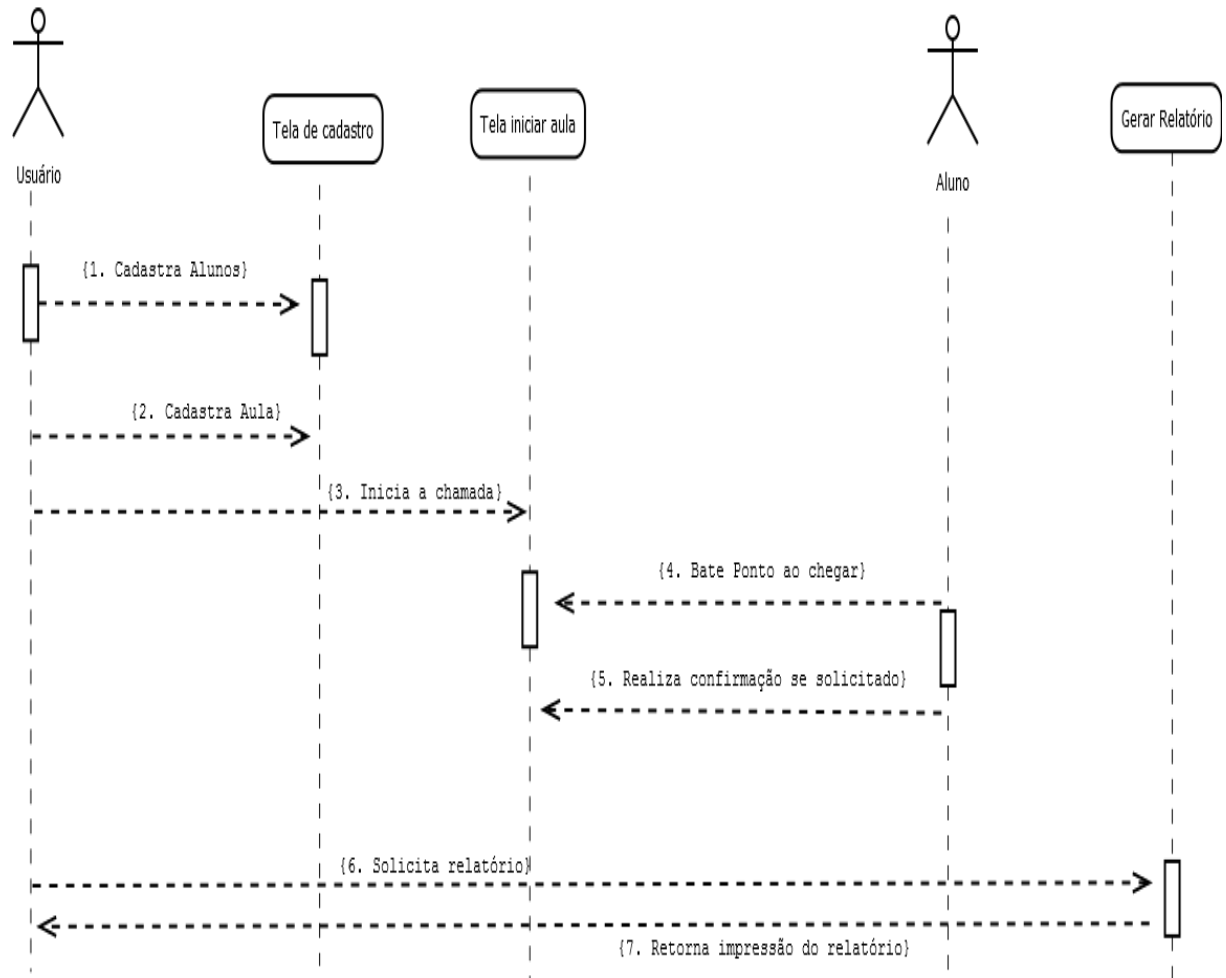 Usuário
Tela de cadastro
Tela iniciar aula
Aluno
Gerar Relatório
{1. Cadastra Alunos}
{2. Cadastra Aula}
{3. Inicia a chamada}
{4. Bate Ponto ao chegar}
{5. Realiza confirmação se solicitado}
{6. Solicita relatório}
{7. Retorna impressão do relatório}